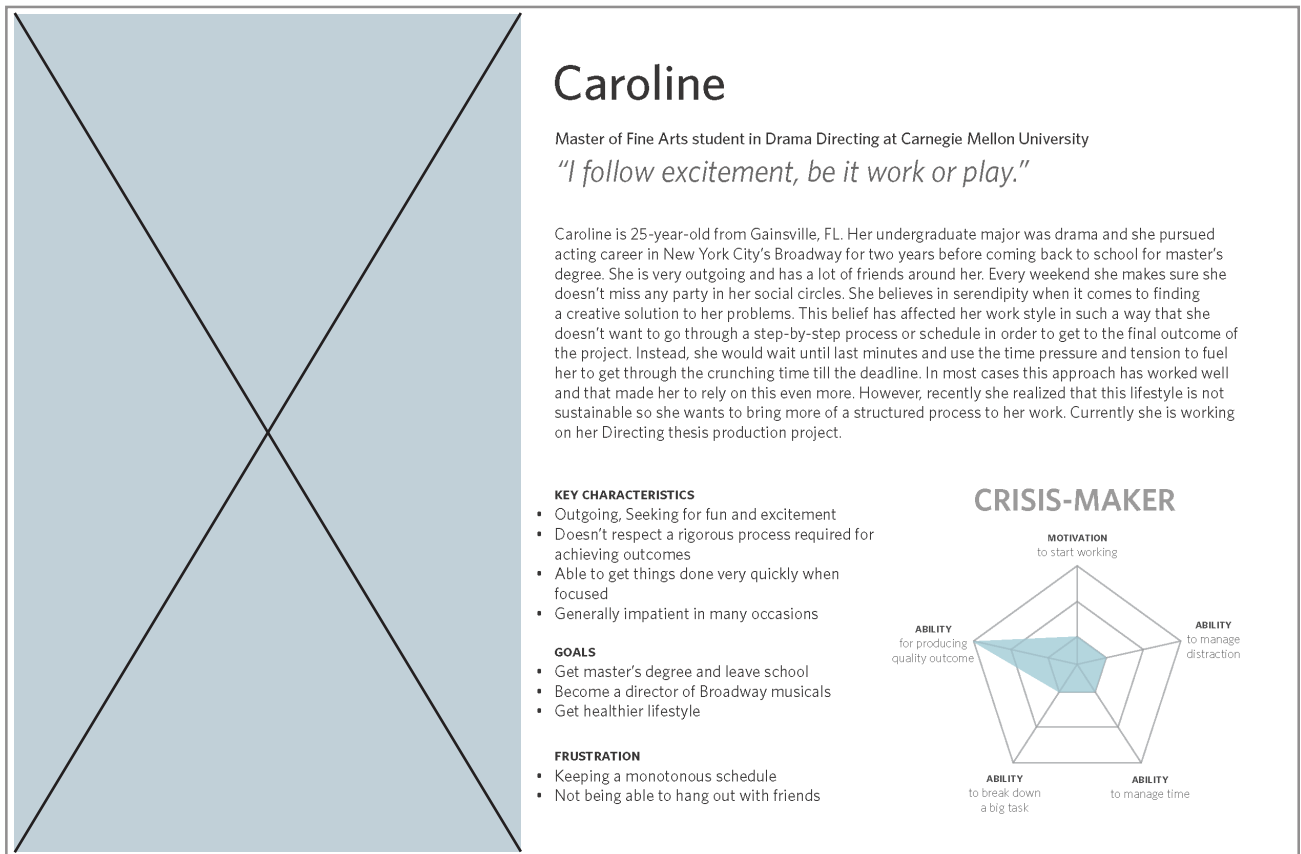 Caroline
Master of Fine Arts student in Drama Directing at Carnegie Mellon University
“I follow excitement, be it work or play.”
Caroline is 25-year-old from Gainsville, FL. Her undergraduate major was drama and she pursued
acting career in New York City’s Broadway for two years before coming back to school for master’s
degree. She is very outgoing and has a lot of friends around her. Every weekend she makes sure she
doesn’t miss any party in her social circles. She believes in serendipity when it comes to finding
a creative solution to her problems. This belief has affected her work style in such a way that she
doesn’t want to go through a step-by-step process or schedule in order to get to the final outcome of
the project. Instead, she would wait until last minutes and use the time pressure and tension to fuel
her to get through the crunching time till the deadline. In most cases this approach has worked well
and that made her to rely on this even more. However, recently she realized that this lifestyle is not
sustainable so she wants to bring more of a structured process to her work. Currently she is working
on her Directing thesis production project.
KEY CHARACTERISTICS
• Outgoing, Seeking for fun and excitement
• Doesn’t respect a rigorous process required for
achieving outcomes
• Able to get things done very quickly when
focused
• Generally impatient in many occasions
GOALS
• Get master’s degree and leave school
• Become a director of Broadway musicals
• Get healthier lifestyle
FRUSTRATION
• Keeping a monotonous schedule
• Not being able to hang out with friends
CRISIS-MAKER
MOTIVATION
to start working
ABILITY
to manage
distraction
ABILITY
for producing
quality outcome
ABILITY
to break down
a big task
ABILITY
to manage time